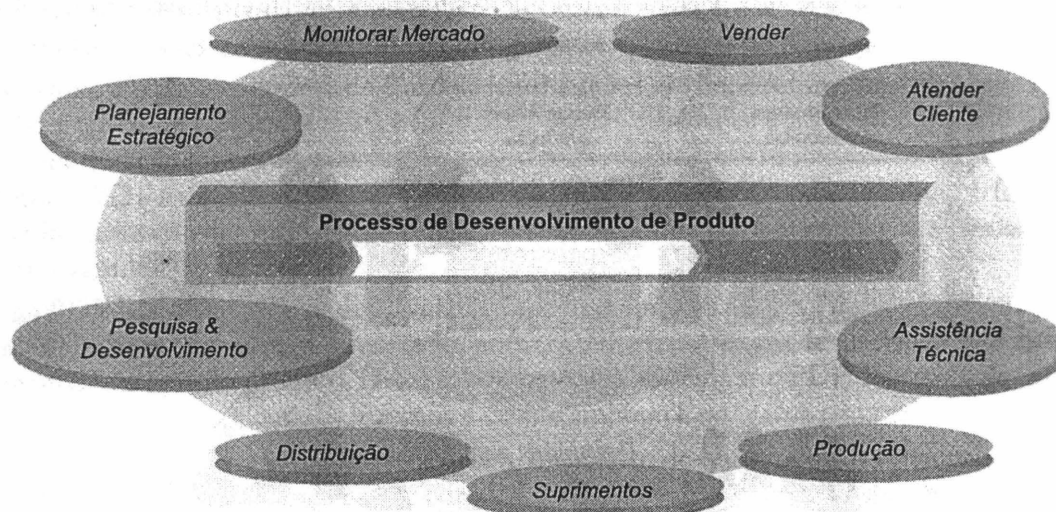 Monitorar Mercado
Vender
Planejamento
Estratégico
Atender
Cliente
Processo de Desenvolvimento de Produto
Pesquisa &
Desenvolvimento
Assistência
Técnica
Distribuição
Produção
Suprimentos